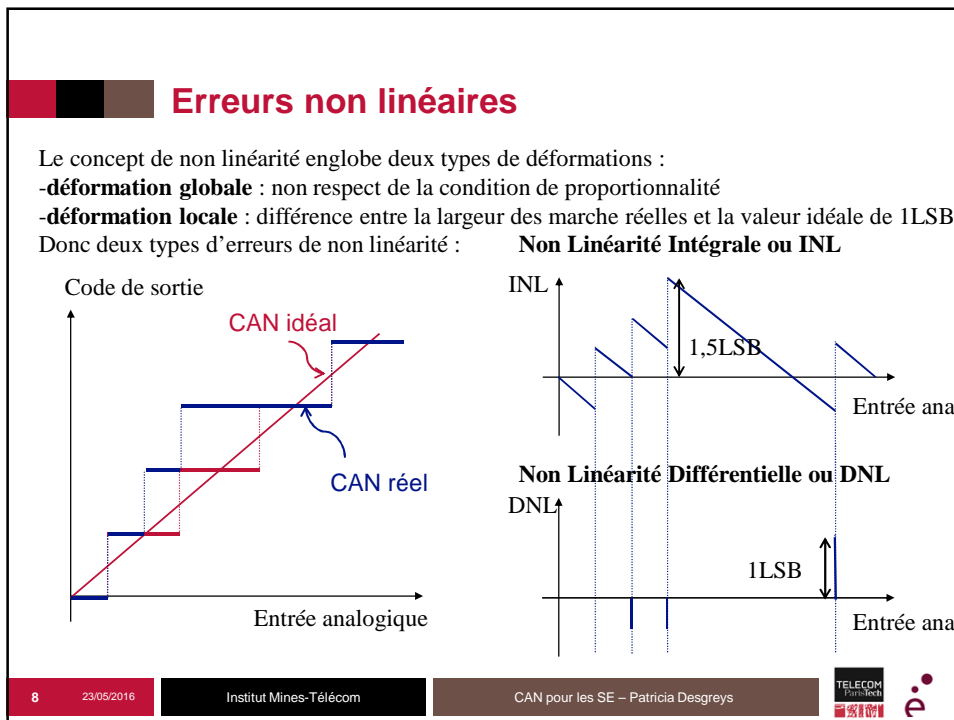 Erreurs non linéaires
Le concept de non linéarité englobe deux types de déformations :
-déformation globale : non respect de la condition de proportionnalité
-déformation locale : différence entre la largeur des marche réelles et la valeur idéale de 1LSB
Donc deux types d'erreurs de non linéarité :
Non Linéarité Intégrale ou INL
Code de sortie
CAN idéal
CAN réel
Entrée analogique
INL
1,5LSB
Entrée ana
Non Linéarité Différentielle ou DNL
DNL
1LSB
Entrée ana
8
23/05/2016
Institut Mines-Télécom
CAN pour les SE – Patricia Desgreys
TELECOM
ParisTech